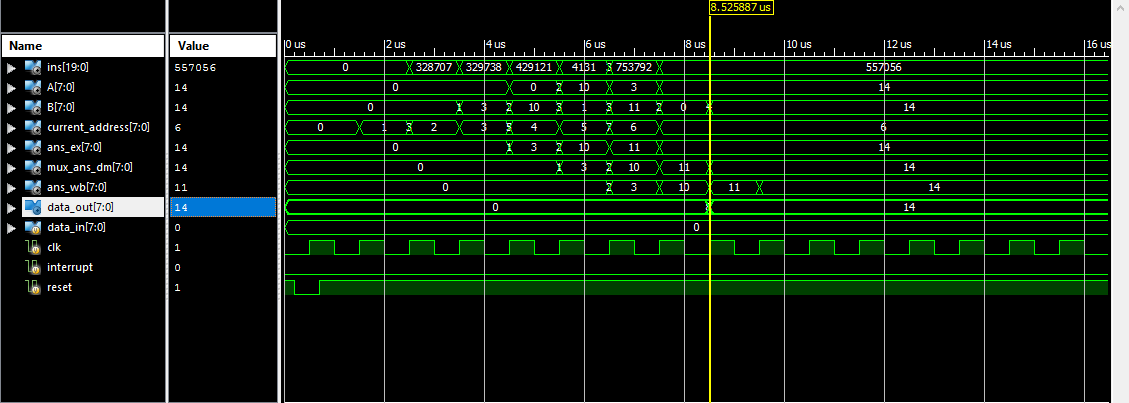 8.525887 us
Name Value 0 us 2 us 4 us 6 us 8 us 10 us 12 us 14 us 16 us
ins[19:0] 557056 0 328707 329738 429121 4131 753792 557056
A[7:0] 14 0 0 2 10 3 14
B[7:0] 14 0 1 3 2 10 1 11 2 0 14
current_address[7:0] 6 0 1 2 3 4 5 6 6
ans_ex[7:0] 14 0 1 3 2 10 11 14
mux_ans_dm[7:0] 14 0 1 3 2 10 11 14
ans_wb[7:0] 11 0 2 3 10 11 14
data_out[7:0] 14 0 14
data_in[7:0] 0 0
clk 1
interrupt 0
reset 1